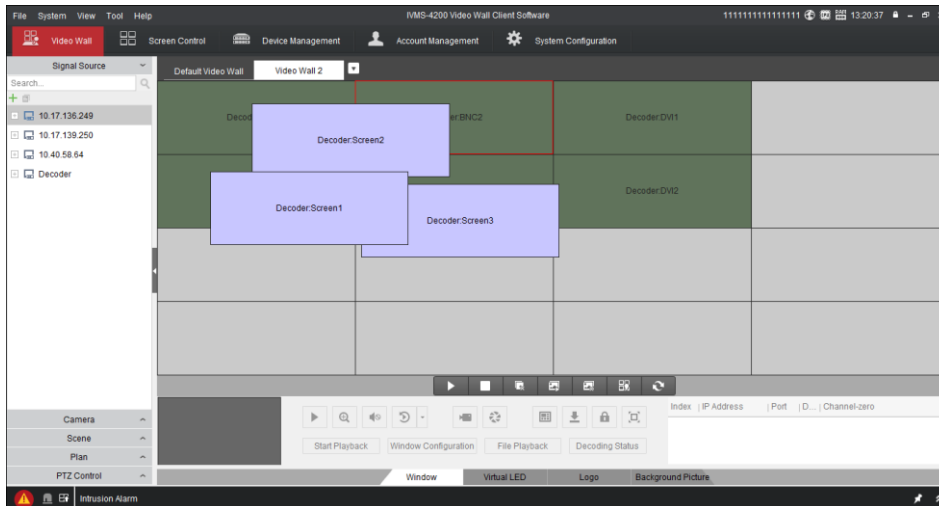 File System View Tool Help
iVMS-4200 Video Wall Client Software
1111111111111111 13:20:37
Video Wall
Screen Control
Device Management
Account Management
System Configuration
Signal Source
Default Video Wall
Video Wall 2
Search...
10.17.136.249
10.17.139.250
10.40.58.64
Decoder
Decod
er:BNC2
Decoder:DVI1
Decoder:Screen2
Decoder:DVI2
Decoder:Screen1
Decoder:Screen3
Index IP Address Port D... Channel-zero
Camera
Scene
Plan
PTZ Control
Start Playback
Window Configuration
File Playback
Decoding Status
Window
Virtual LED
Logo
Background Picture
Intrusion Alarm